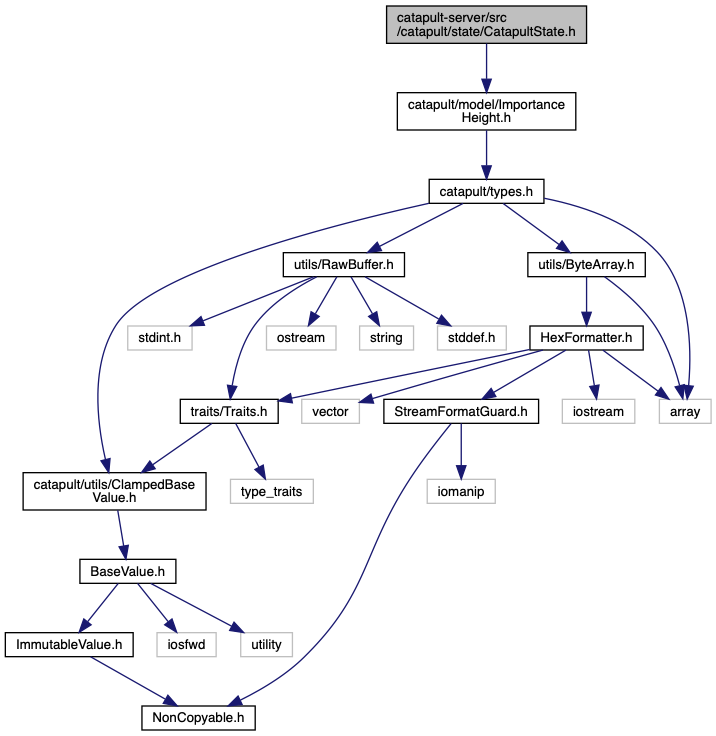 catapult-server/src
/catapult/state/CatapultState.h
catapult/model/Importance
Height.h
catapult/types.h
utils/RawBuffer.h
utils/ByteArray.h
stdint.h
ostream
string
stddef.h
HexFormatter.h
traits/Traits.h
vector
StreamFormatGuard.h
iostream
array
catapult/utils/ClampedBase
Value.h
type_traits
iomanip
BaseValue.h
ImmutableValue.h
iosfwd
utility
NonCopyable.h